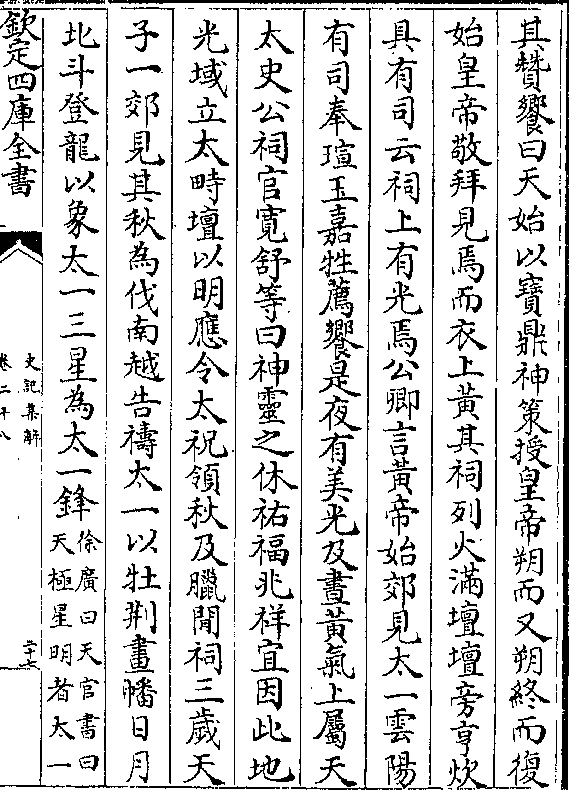 其贊饗曰天始以寶鼎神策授皇帝朔而又朔終而復
始皇帝敬拜見焉而衣上黃其祠列火滿壇壇旁亨炊
具有司云祠上有光焉公卿言黃帝始郊見太一雲陽
有司奉瑄玉嘉牲薦饗是夜有美光及晝黃氣上屬天
太史公祠官寬舒等曰神靈之休祐福兆祥宜因此地
光域立太畤壇以明應令太祝領秋及臘閒祠三歲天
子一郊見其秋為伐南越告禱太一以牡荆畫幡日月
北斗登龍以象太一三星為太一鋒徐廣曰天官書曰
天極星明者太一
欽定四庫全書
史記集解
卷二十八
二十七